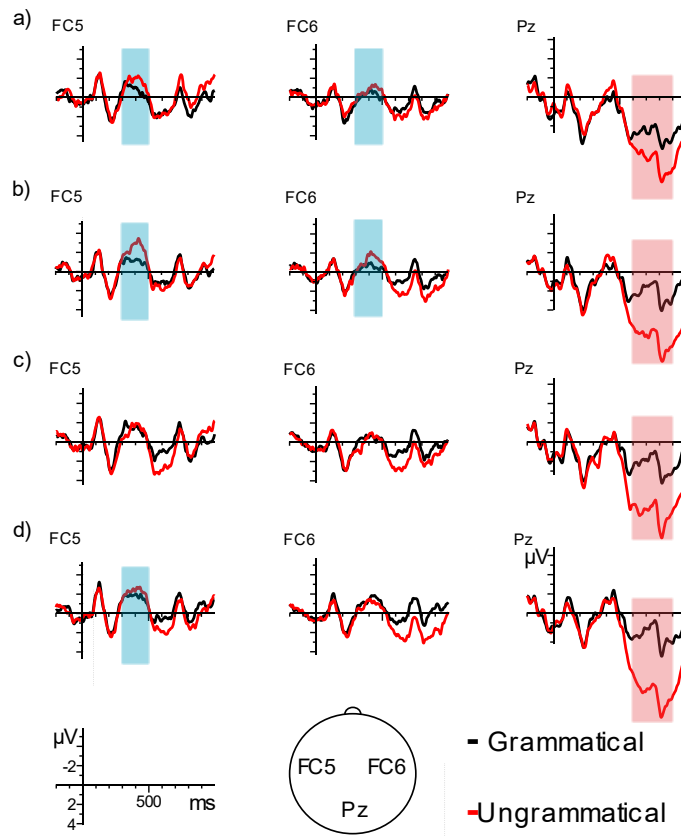 a)
FC5
FC6
Pz
b)
FC5
FC6
Pz
c)
FC5
FC6
Pz
d)
FC5
FC6
Pz
µV
µV
-2
2
4
500
ms
FC5
FC6
Pz
Grammatical
Ungrammatical